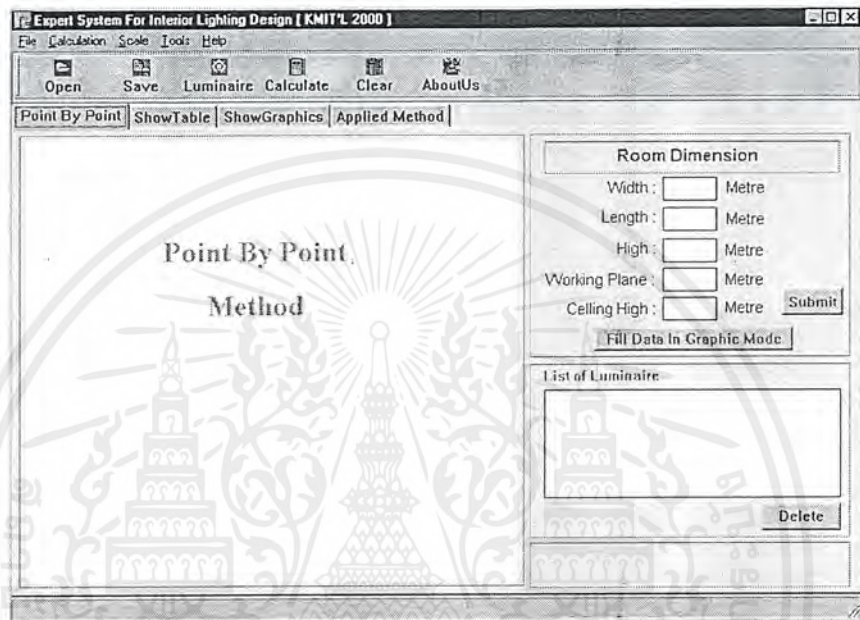 Expert System For Interior Lighting Design [ KMIT'L 2000 ]
File Calculation Scale Tools Help
Open Save Luminaire Calculate Clear AboutUs
Point By Point ShowTable ShowGraphics Applied Method
Point By Point
Method
Room Dimension
Width : Metre
Length : Metre
High : Metre
Working Plane : Metre
Celling High : Metre
Submit
Fill Data In Graphic Mode
List of Luminaire
Delete